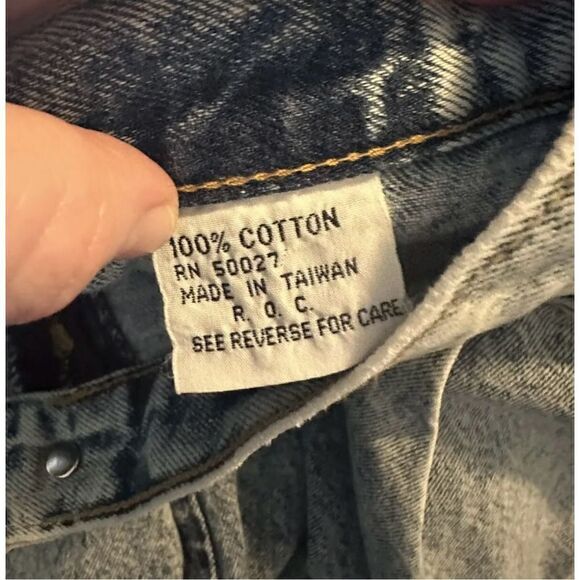 100% COTTON
RN 50027
MADE IN TAIWAN
R. O. C.
SEE REVERSE FOR CARE